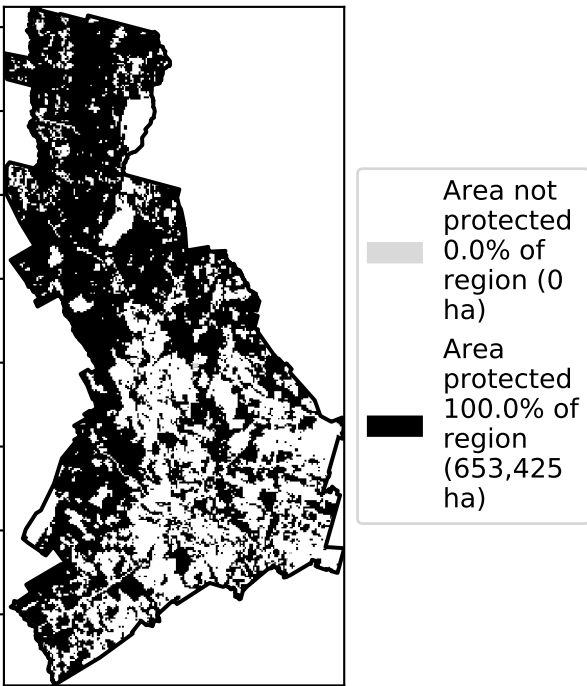 Area not
protected
0.0% of
region (0
ha)
Area
protected
100.0% of
region
(653,425
ha)